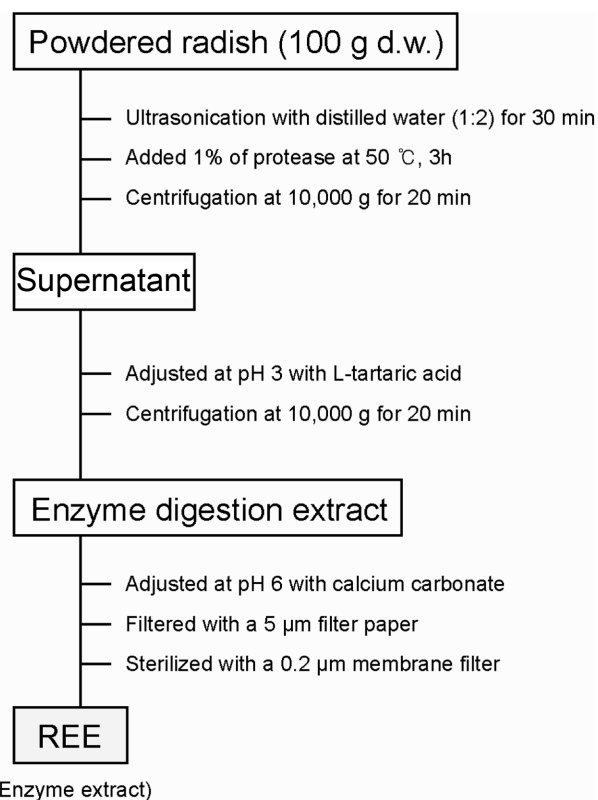 Powdered radish (100 g d.w.)
Ultrasonication with distilled water (1:2) for 30 min
Added 1% of protease at 50 ℃, 3h
Centrifugation at 10,000 g for 20 min
Supernatant
Adjusted at pH 3 with L-tartaric acid
Centrifugation at 10,000 g for 20 min
Enzyme digestion extract
Adjusted at pH 6 with calcium carbonate
Filtered with a 5 µm filter paper
Sterilized with a 0.2 µm membrane filter
REE
Enzyme extract)